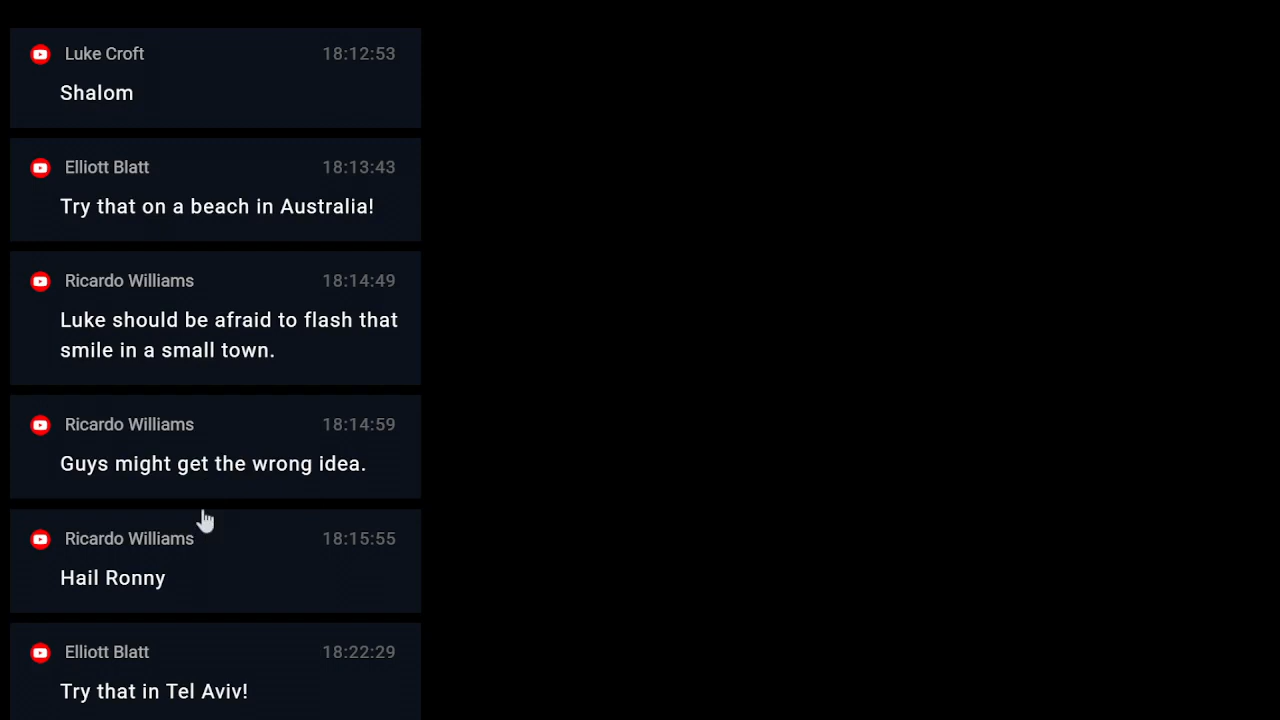 Luke Croft 18:12:53
Shalom
Elliott Blatt 18:13:43
Try that on a beach in Australia!
Ricardo Williams 18:14:49
Luke should be afraid to flash that
smile in a small town.
Ricardo Williams 18:14:59
Guys might get the wrong idea.
Ricardo Williams 18:15:55
Hail Ronny
Elliott Blatt 18:22:29
Try that in Tel Aviv!